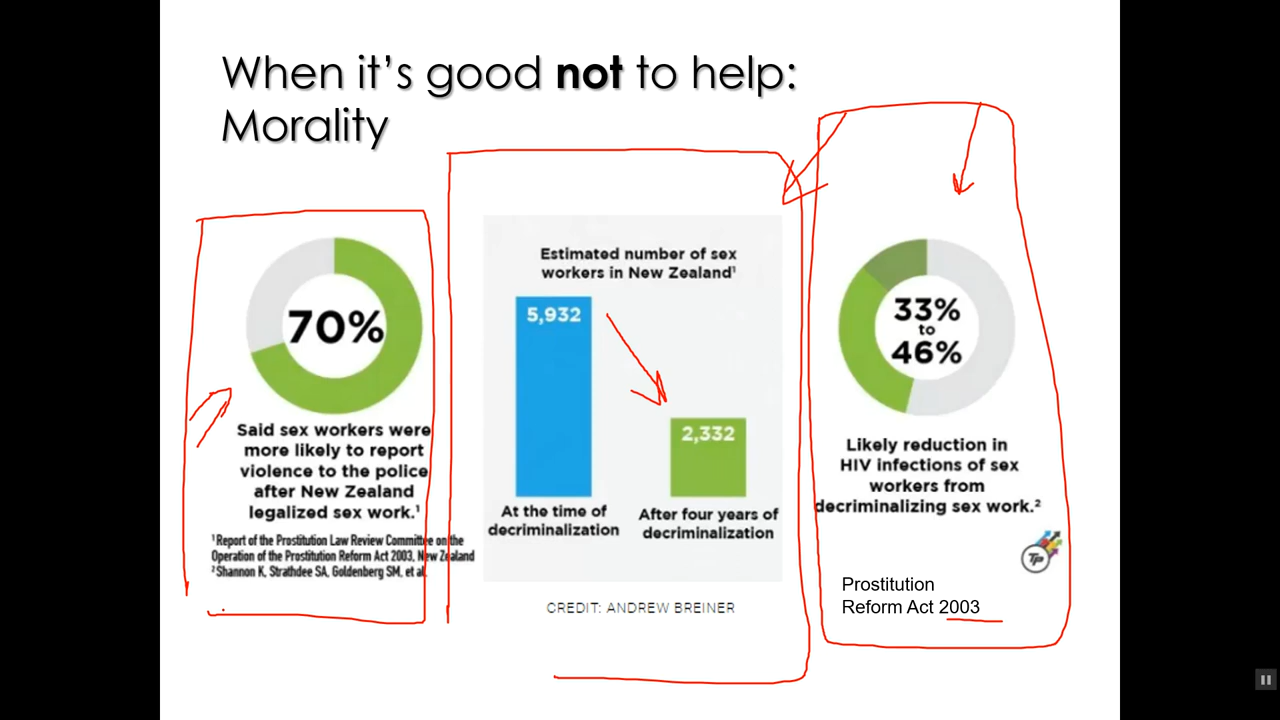 When it's good not to help:
Morality
70%
Said sex workers were
more likely to report
violence to the police
after New Zealand
legalized sex work.¹
¹Report of the Prostitution Law Review Committee on the
Operation of the Prostitution Reform Act 2003, New Zealand
²Shannon K, Strathdee SA, Goldenberg SM, et al.
Estimated number of sex
workers in New Zealand¹
5,932
2,332
At the time of
decriminalization
After four years of
decriminalization
CREDIT: ANDREW BREINER
33%
to
46%
Likely reduction in
HIV infections of sex
workers from
decriminalizing sex work.²
TP
Prostitution
Reform Act 2003